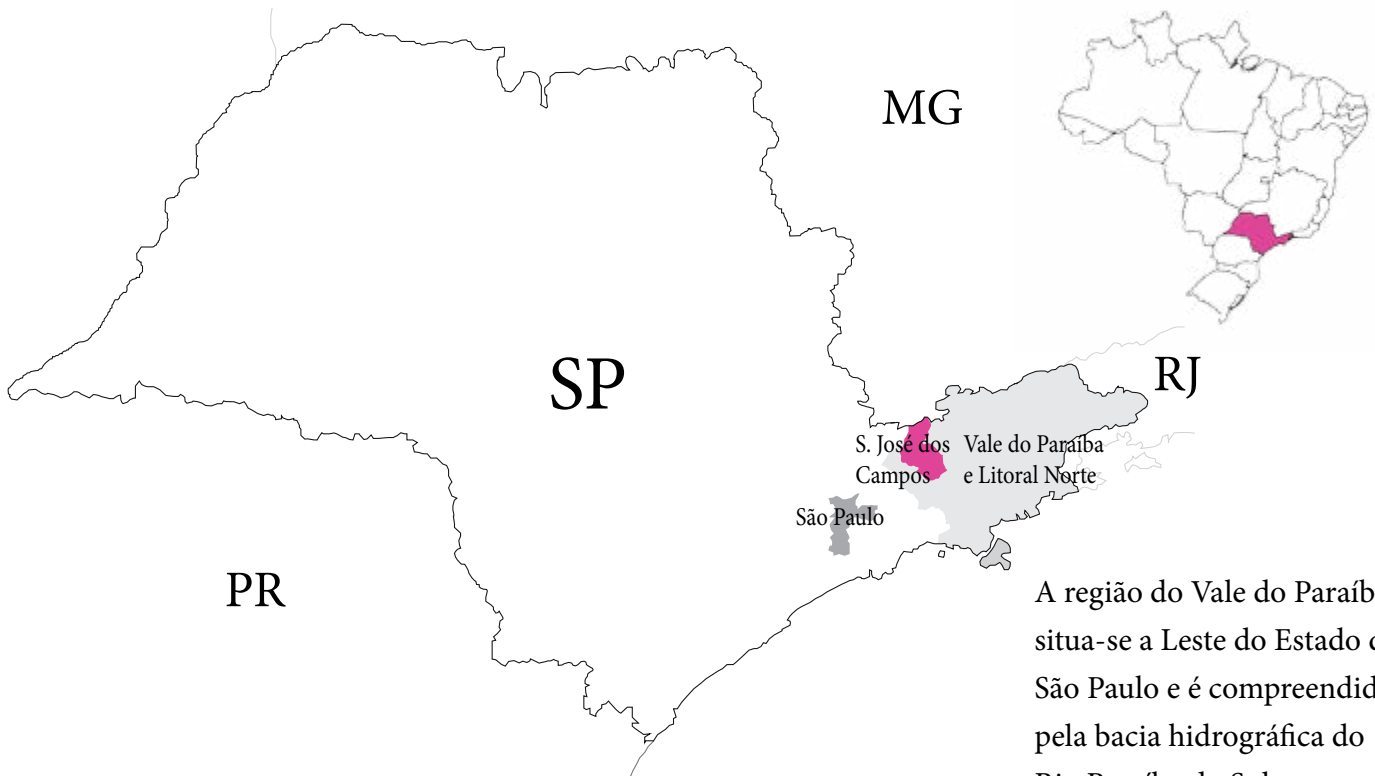 MG
SP
RJ
S. José dos
Campos
Vale do Paraíba
e Litoral Norte
São Paulo
PR
A região do Vale do Paraíb
situa-se a Leste do Estado
São Paulo e é compreendid
pela bacia hidrográfica do